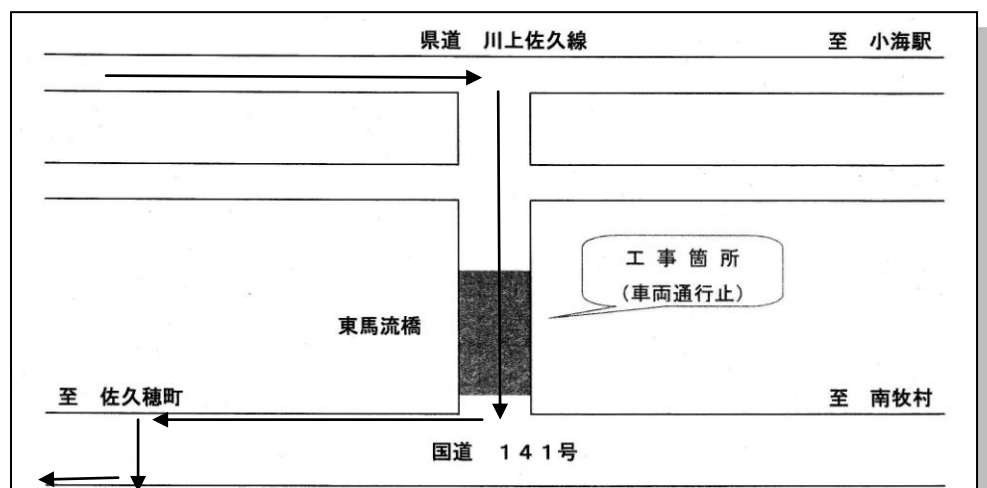 県道　川上佐久線
至　小海駅
工 事 箇 所
（車両通行止）
東馬流橋
至　佐久穂町
至　南牧村
国道　１４１号